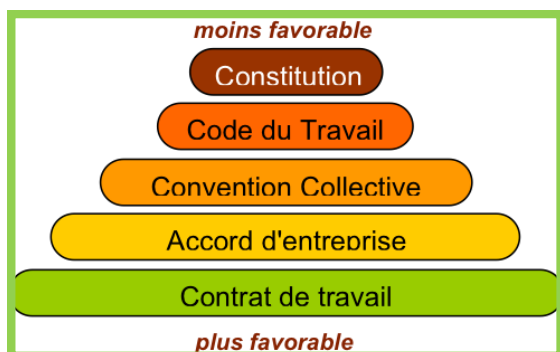 moins favorable
Constitution
Code du Travail
Convention Collective
Accord d'entreprise
Contrat de travail
plus favorable